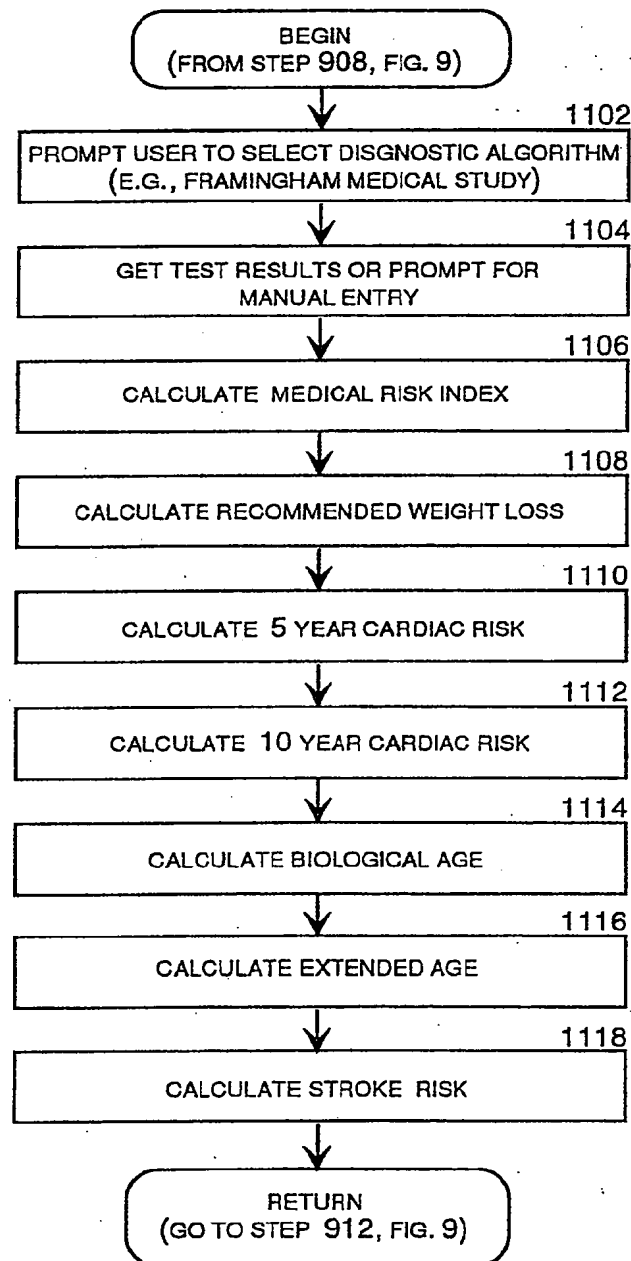 BEGIN
(FROM STEP 908, FIG. 9)
1102
PROMPT USER TO SELECT DISGNOSTIC ALGORITHM
(E.G., FRAMINGHAM MEDICAL STUDY)
1104
GET TEST RESULTS OR PROMPT FOR
MANUAL ENTRY
1106
CALCULATE MEDICAL RISK INDEX
1108
CALCULATE RECOMMENDED WEIGHT LOSS
1110
CALCULATE 5 YEAR CARDIAC RISK
1112
CALCULATE 10 YEAR CARDIAC RISK
1114
CALCULATE BIOLOGICAL AGE
1116
CALCULATE EXTENDED AGE
1118
CALCULATE STROKE RISK
RETURN
(GO TO STEP 912, FIG. 9)